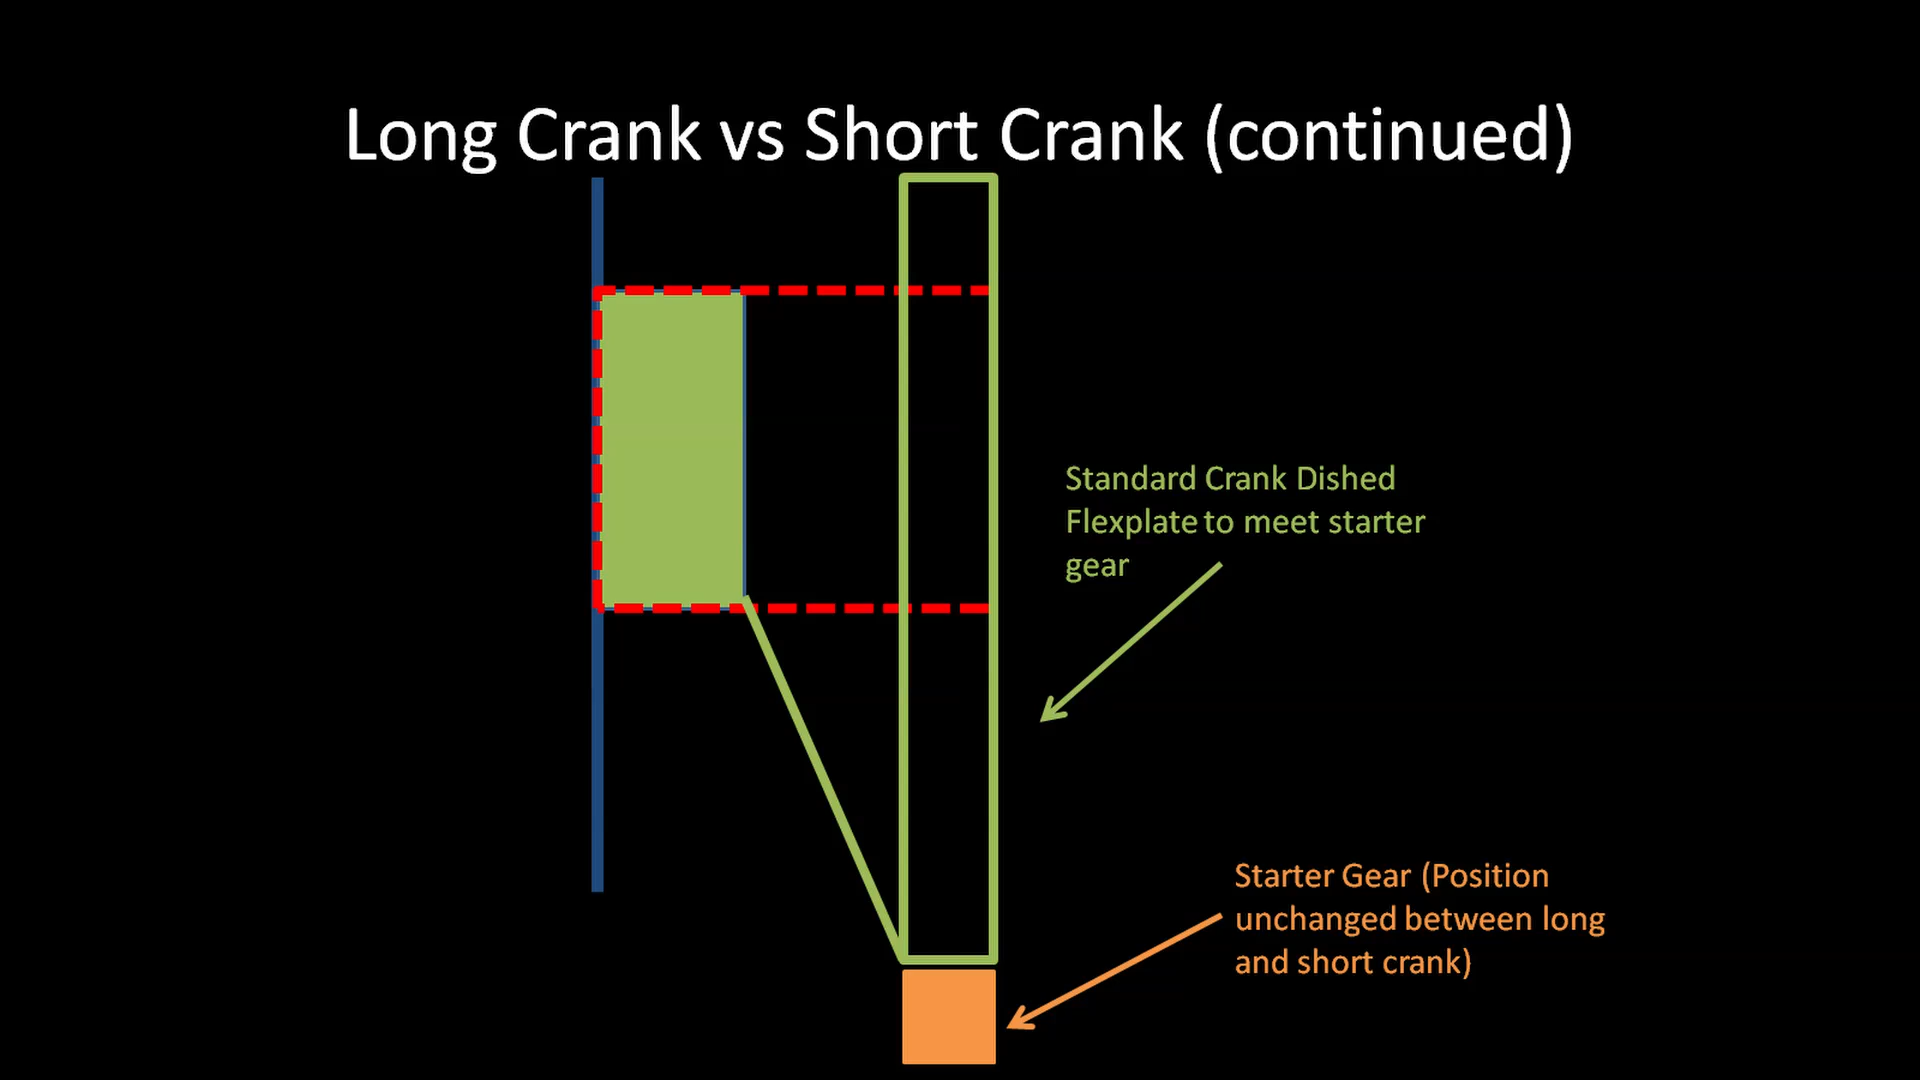 Long Crank vs Short Crank (continued)
Standard Crank Dished
Flexplate to meet starter
gear
Starter Gear (Position
unchanged between long
and short crank)